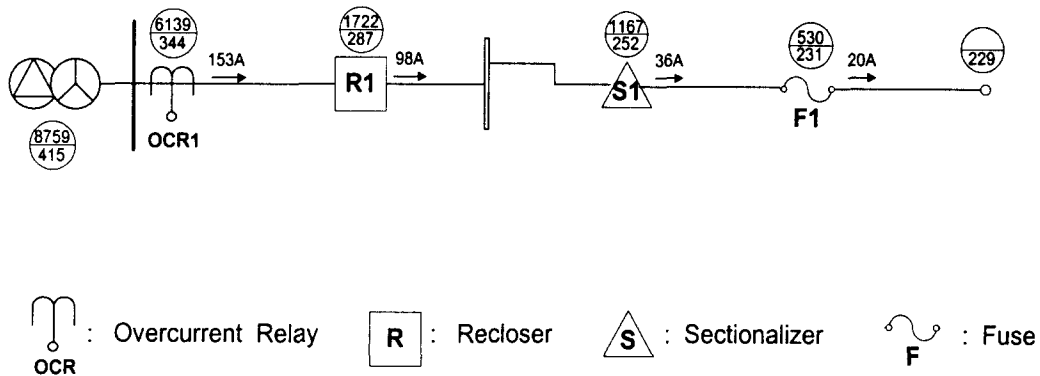 6139
344
153A
1722
287
98A
1167
252
36A
530
231
20A
229
R1
S1
F1
OCR1
8759
415
: Overcurrent Relay
OCR
R : Recloser
S : Sectionalizer
F : Fuse